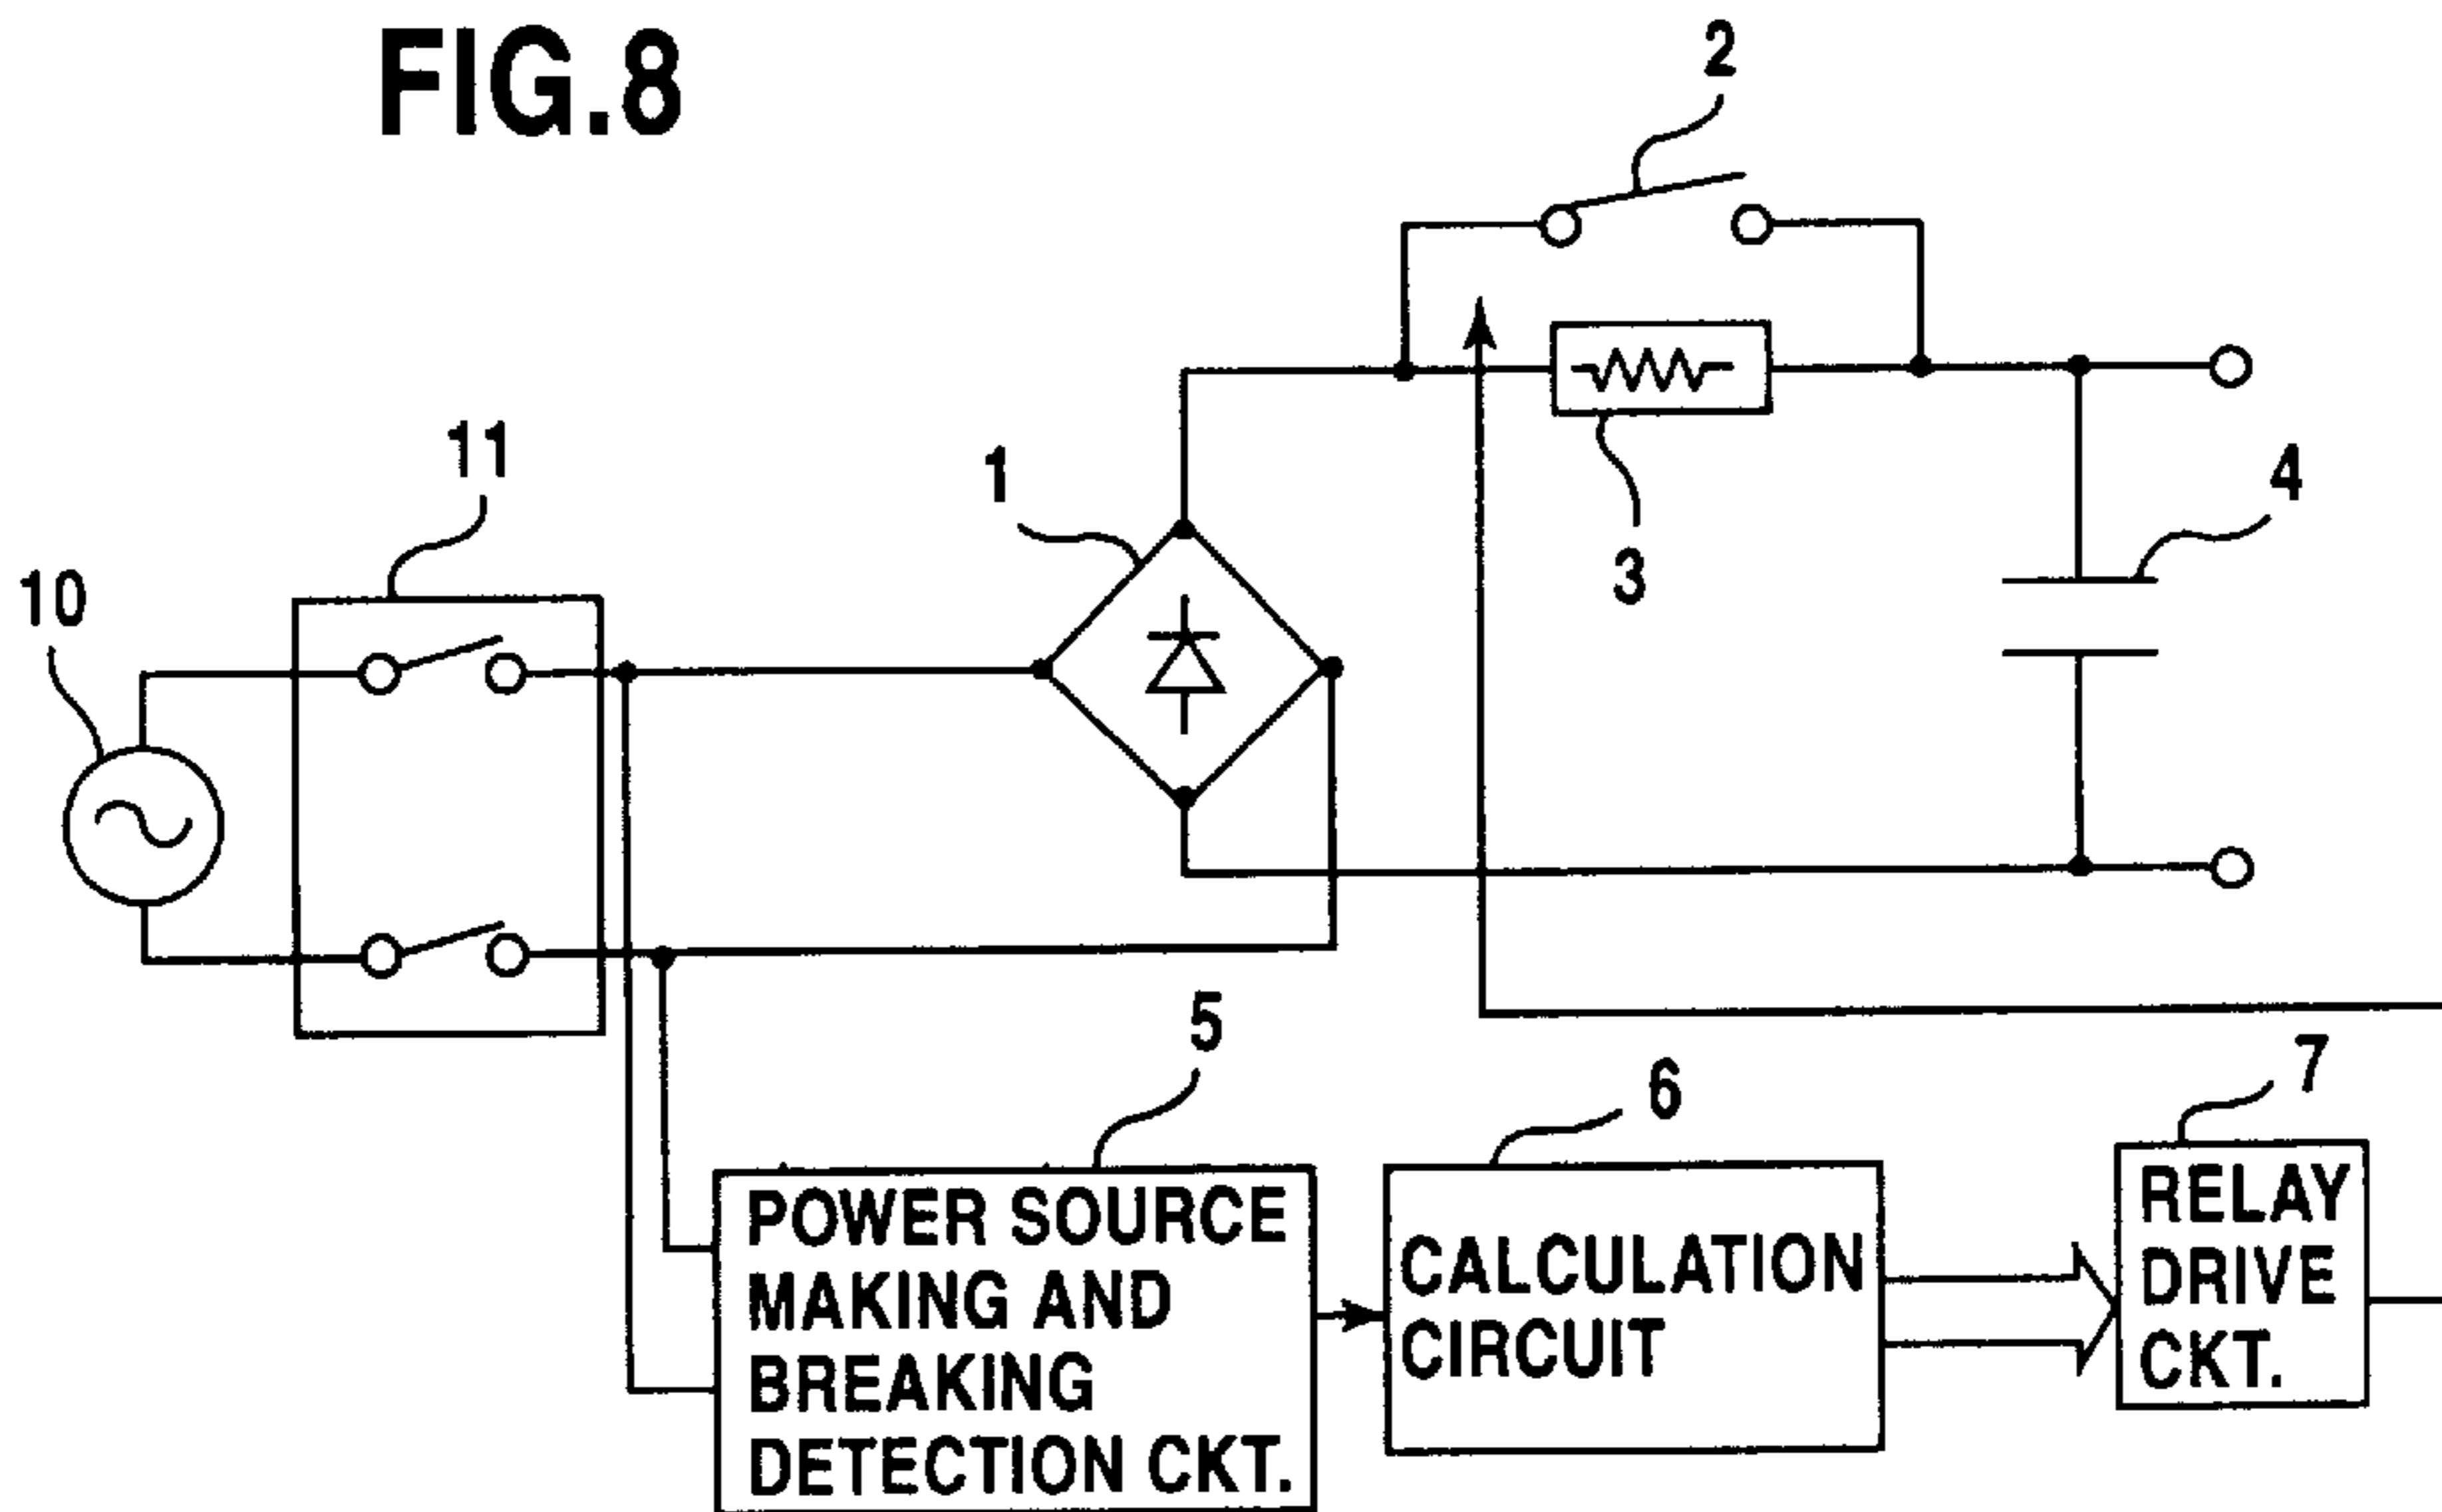 FIG.8
2
11
1
4
10
3
5
6
7
POWER SOURCE
MAKING AND
BREAKING
DETECTION CKT.
CALCULATION
CIRCUIT
RELAY
DRIVE
CKT.